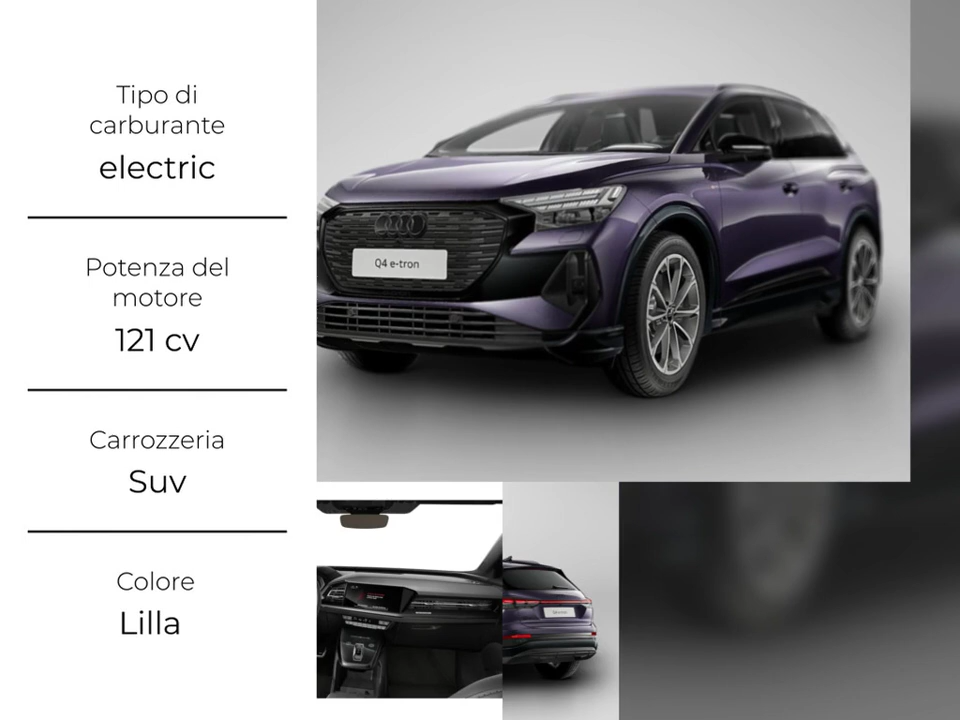 Tipo di
carburante
electric
Potenza del
motore
121 cv
Carrozzeria
Suv
Colore
Lilla
Q4 e-tron